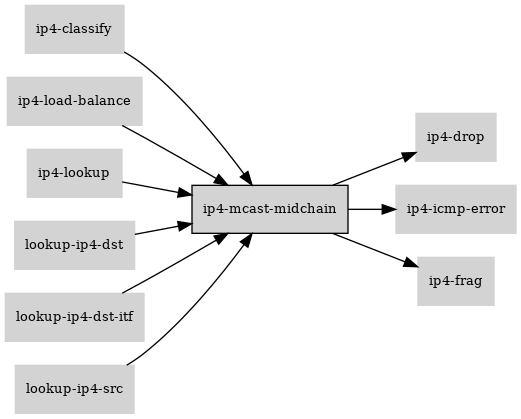 ip4-classify
ip4-load-balance
ip4-lookup
lookup-ip4-dst
lookup-ip4-dst-itf
lookup-ip4-src
ip4-mcast-midchain
ip4-drop
ip4-icmp-error
ip4-frag